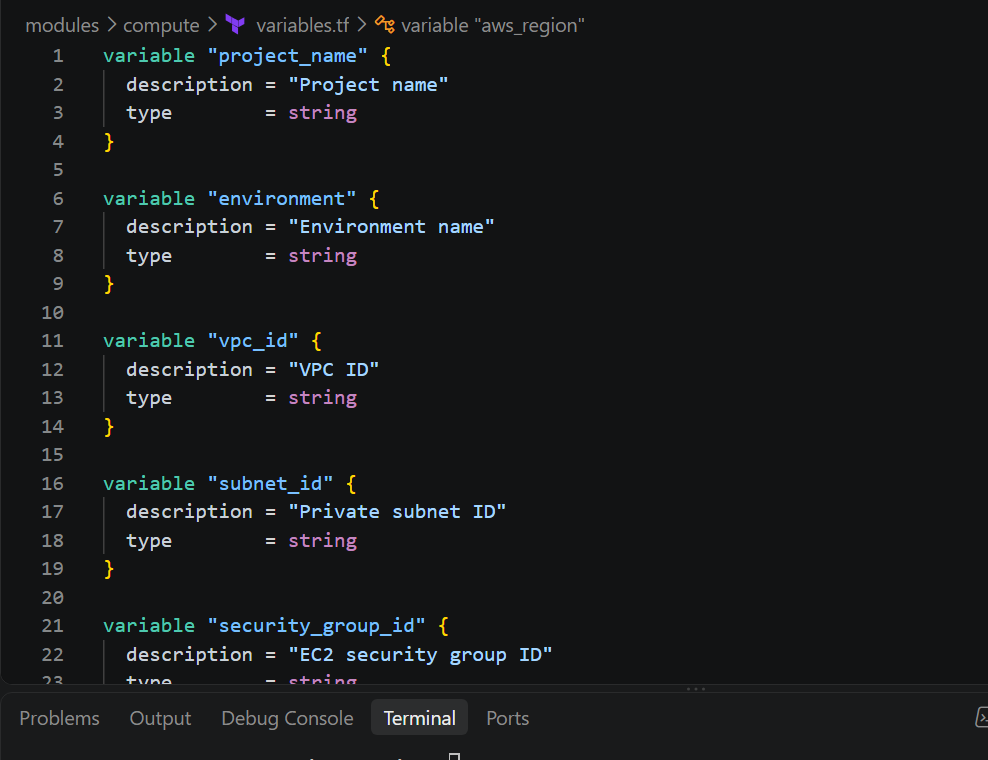 modules > compute > variables.tf > variable "aws_region"
1 variable "project_name" {
2   description = "Project name"
3   type        = string
4 }
5
6 variable "environment" {
7   description = "Environment name"
8   type        = string
9 }
10
11 variable "vpc_id" {
12   description = "VPC ID"
13   type        = string
14 }
15
16 variable "subnet_id" {
17   description = "Private subnet ID"
18   type        = string
19 }
20
21 variable "security_group_id" {
22   description = "EC2 security group ID"
23   type        = string
Problems Output Debug Console Terminal Ports